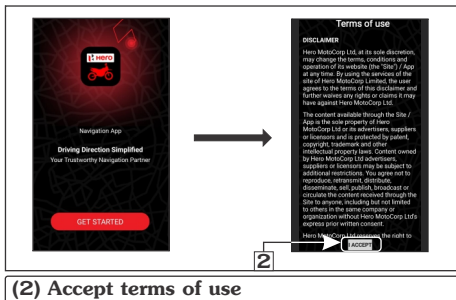 Hero
Navigation App
Driving Direction Simplified
Your Trustworthy Navigation Partner
GET STARTED
Terms of use
DISCLAIMER
Hero MotoCorp Ltd, at its sole discretion,
may change the terms, conditions and
operation of its website (the "Site") / App
at any time. By using the services of the
site of Hero MotoCorp Limited, the user
agrees to the terms of this disclaimer and
further waives any rights or claims it may
have against Hero MotoCorp Ltd.
The content available through the Site /
App is the sole property of Hero
MotoCorp Ltd or its advertisers, suppliers
or licensors and is protected by patent,
copyright, trademark and other
intellectual property laws. Content owned
by Hero MotoCorp Ltd advertisers,
suppliers or licensors may be subject to
additional restrictions. You agree not to
reproduce, retransmit, distribute,
disseminate, sell, publish, broadcast or
circulate the content received through the
Site to anyone, including but not limited
to others in the same company or
organization without Hero MotoCorp Ltd's
express prior written consent.
Hero MotoCorp Ltd reserves the right to
I ACCEPT
2
(2) Accept terms of use